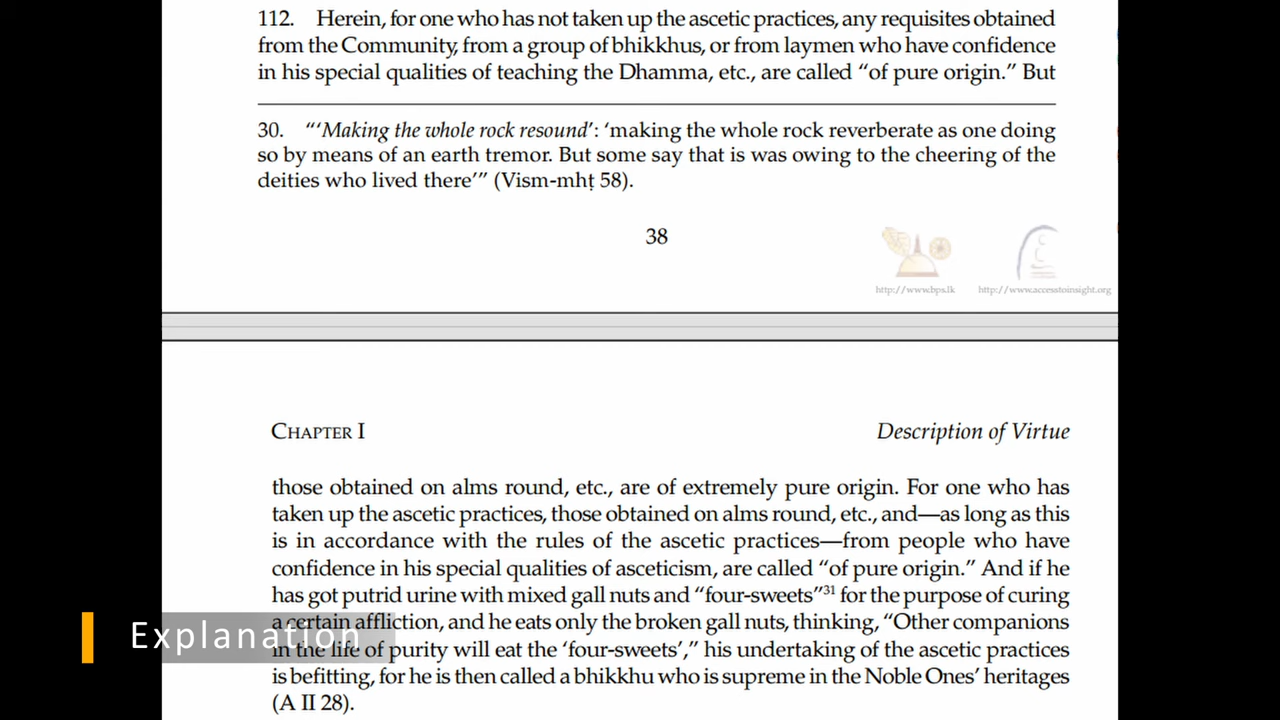 112. Herein, for one who has not taken up the ascetic practices, any requisites obtained
from the Community, from a group of bhikkhus, or from laymen who have confidence
in his special qualities of teaching the Dhamma, etc., are called “of pure origin.” But
30. “‘Making the whole rock resound’: ‘making the whole rock reverberate as one doing
so by means of an earth tremor. But some say that is was owing to the cheering of the
deities who lived there’” (Vism-mhṭ 58).
38
http://www.bps.lk http://www.accesstoinsight.org
CHAPTER I Description of Virtue
those obtained on alms round, etc., are of extremely pure origin. For one who has
taken up the ascetic practices, those obtained on alms round, etc., and—as long as this
is in accordance with the rules of the ascetic practices—from people who have
confidence in his special qualities of asceticism, are called “of pure origin.” And if he
has got putrid urine with mixed gall nuts and “four-sweets”³¹ for the purpose of curing
a certain affliction, and he eats only the broken gall nuts, thinking, “Other companions
in the life of purity will eat the ‘four-sweets’,” his undertaking of the ascetic practices
is befitting, for he is then called a bhikkhu who is supreme in the Noble Ones’ heritages
(A II 28).
Explanation